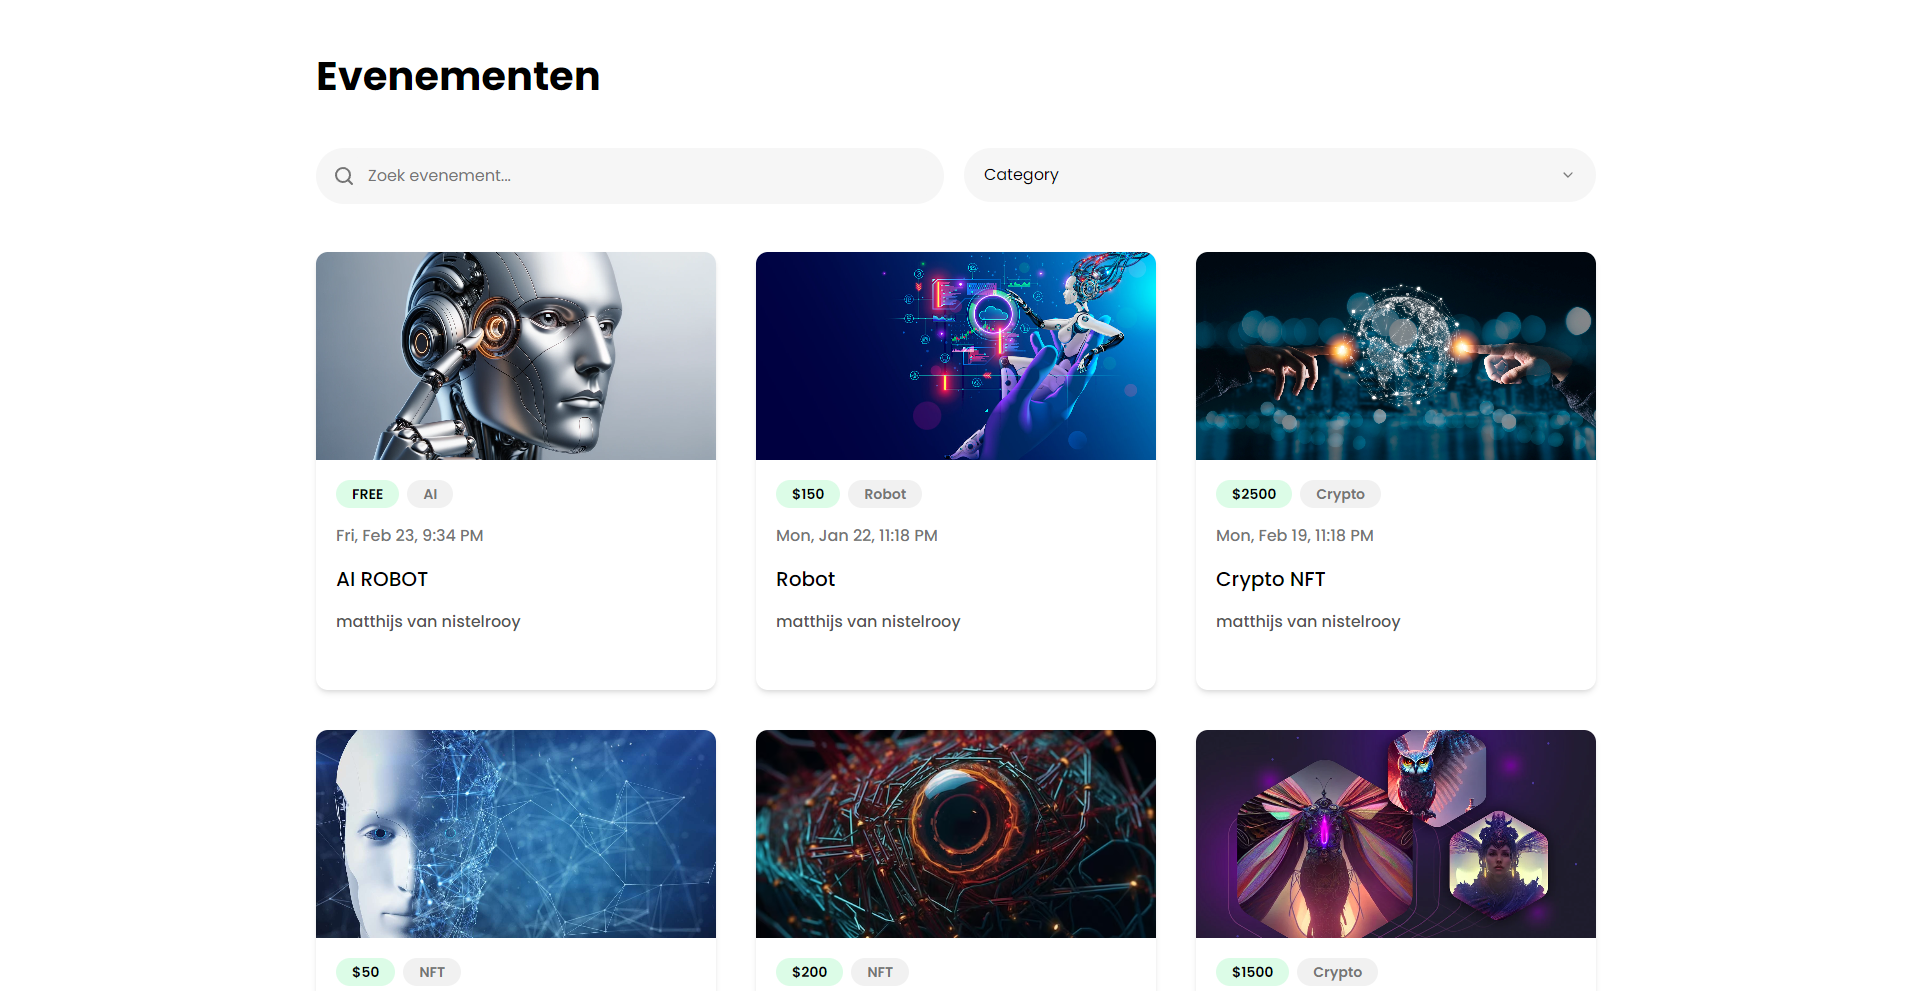 Evenementen
Zoek evenement...
Category
FREE AI
Fri, Feb 23, 9:34 PM
AI ROBOT
matthijs van nistelrooy
$150 Robot
Mon, Jan 22, 11:18 PM
Robot
matthijs van nistelrooy
$2500 Crypto
Mon, Feb 19, 11:18 PM
Crypto NFT
matthijs van nistelrooy
$50 NFT
$200 NFT
$1500 Crypto